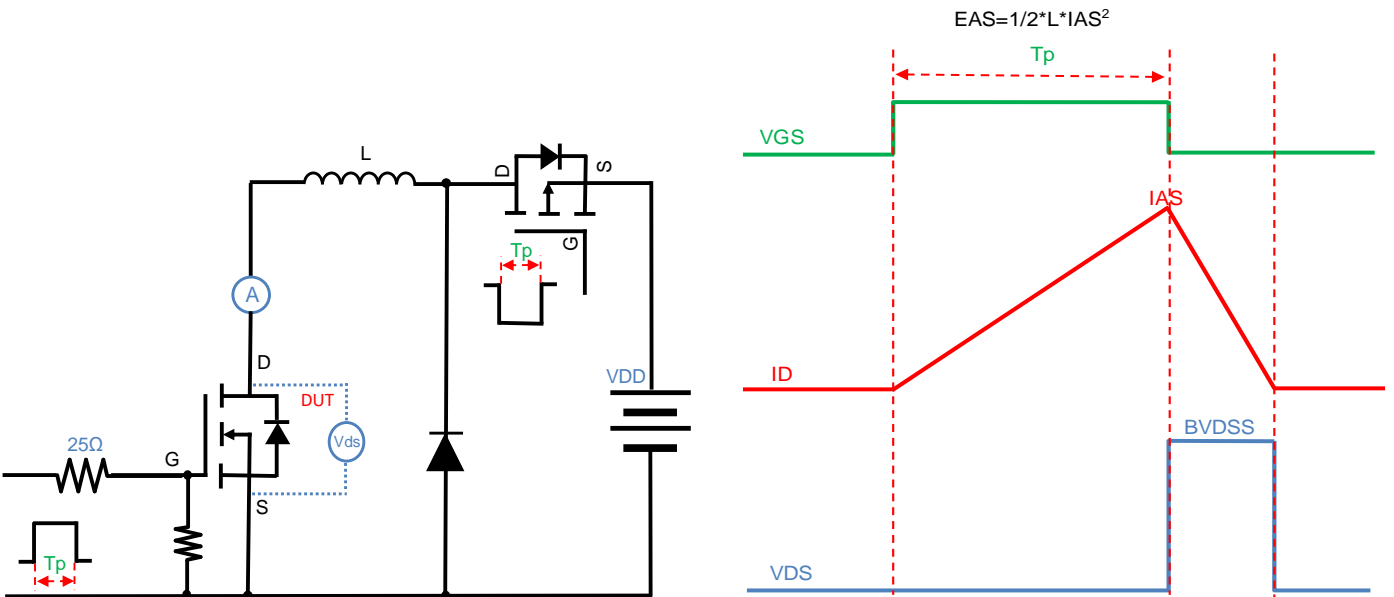 EAS=1/2*L*IAS²
Tp
VGS
L
D
S
G
Tp
IAS
A
D
VDD
ID
DUT
25Ω
G
Vds
BVDSS
S
Tp
VDS